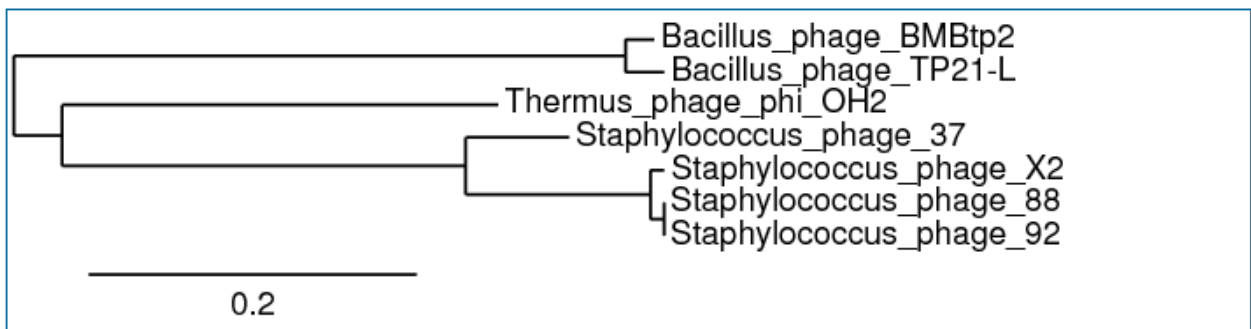 Bacillus_phage_BMBtp2
Bacillus_phage_TP21-L
Thermus_phage_phi_OH2
Staphylococcus_phage_37
Staphylococcus_phage_X2
Staphylococcus_phage_88
Staphylococcus_phage_92
0.2